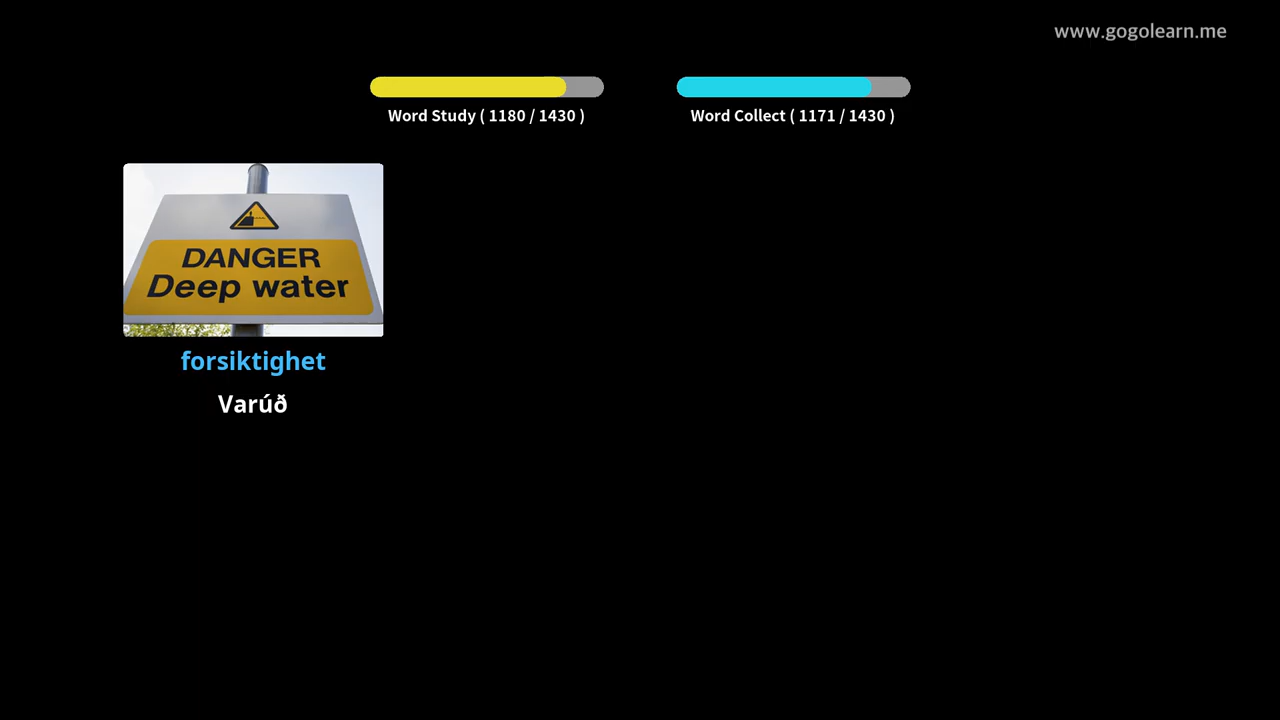 www.gogolearn.me
Word Study ( 1180 / 1430 )
Word Collect ( 1171 / 1430 )
DANGER
Deep water
forsiktighet
Varúð